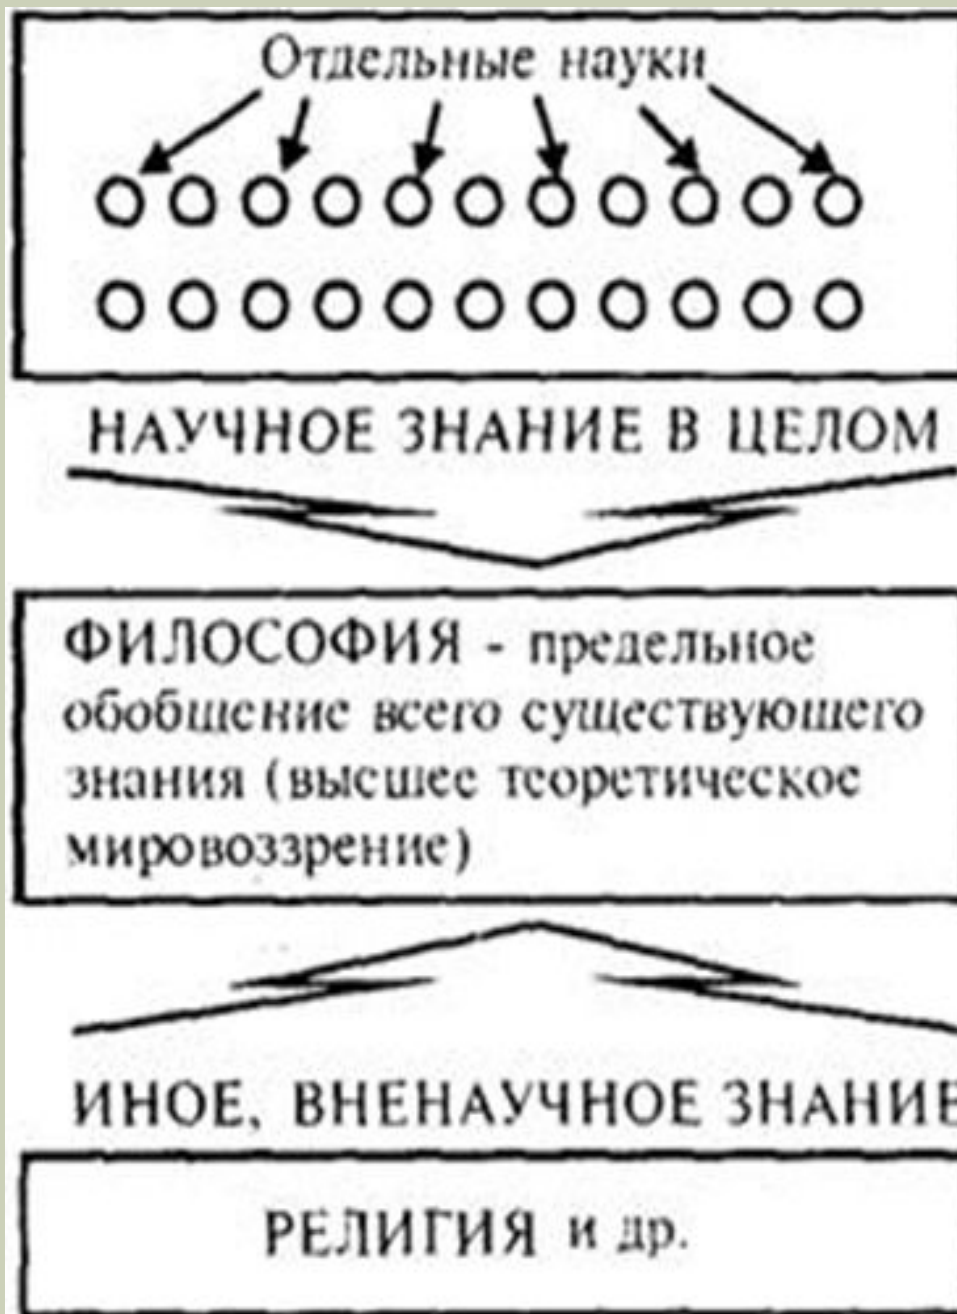 Отдельные науки
НАУЧНОЕ ЗНАНИЕ В ЦЕЛОМ
ФИЛОСОФИЯ - предельное
обобщение всего существующего
знания (высшее теоретическое
мировоззрение)
ИНОЕ, ВНЕНАУЧНОЕ ЗНАНИЕ
РЕЛИГИЯ и др.